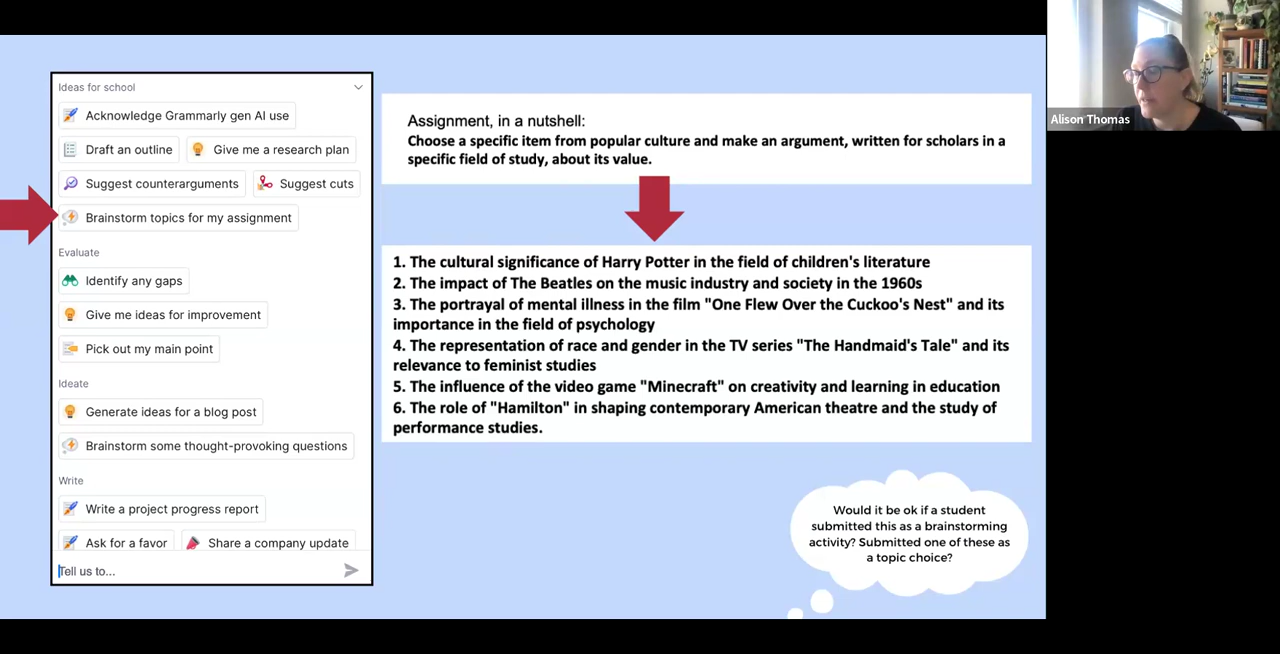 Ideas for school
Acknowledge Grammarly gen AI use
Draft an outline
Give me a research plan
Suggest counterarguments
Suggest cuts
Brainstorm topics for my assignment
Evaluate
Identify any gaps
Give me ideas for improvement
Pick out my main point
Ideate
Generate ideas for a blog post
Brainstorm some thought-provoking questions
Write
Write a project progress report
Ask for a favor
Share a company update
Tell us to...
Assignment, in a nutshell:
Choose a specific item from popular culture and make an argument, written for scholars in a
specific field of study, about its value.
1. The cultural significance of Harry Potter in the field of children's literature
2. The impact of The Beatles on the music industry and society in the 1960s
3. The portrayal of mental illness in the film "One Flew Over the Cuckoo's Nest" and its
importance in the field of psychology
4. The representation of race and gender in the TV series "The Handmaid's Tale" and its
relevance to feminist studies
5. The influence of the video game "Minecraft" on creativity and learning in education
6. The role of "Hamilton" in shaping contemporary American theatre and the study of
performance studies.
Would it be ok if a student
submitted this as a brainstorming
activity? Submitted one of these as
a topic choice?
Alison Thomas